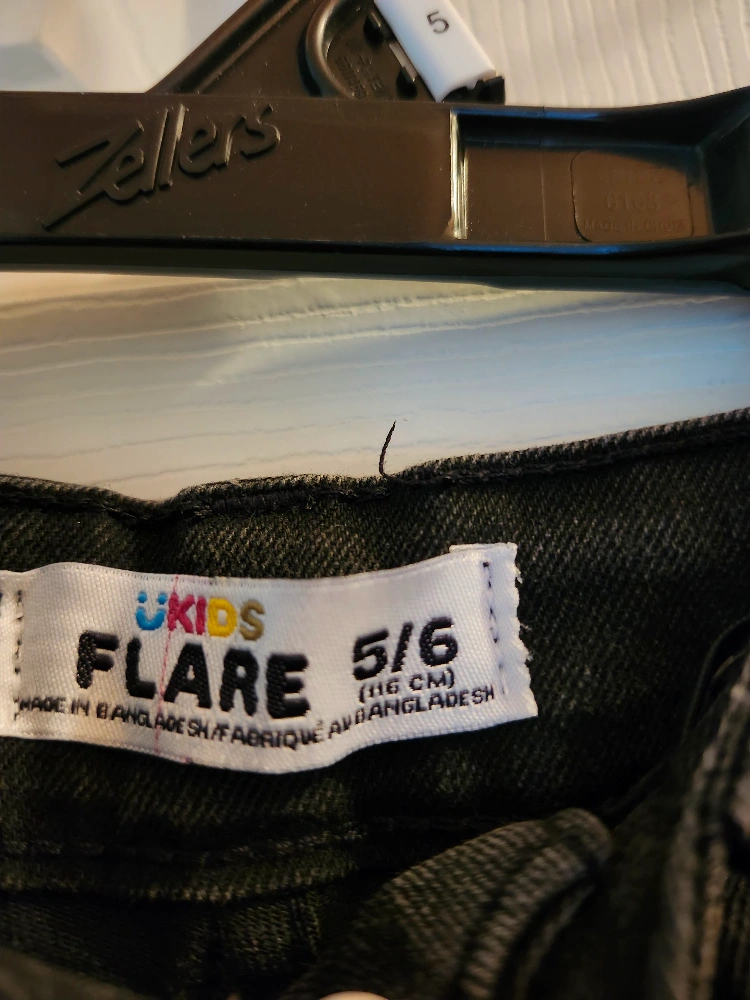 5
Zellers
ÜKIDS
FLARE
5/6
(116 CM)
MADE IN BANGLADESH/FABRIQUÉ AU BANGLADESH